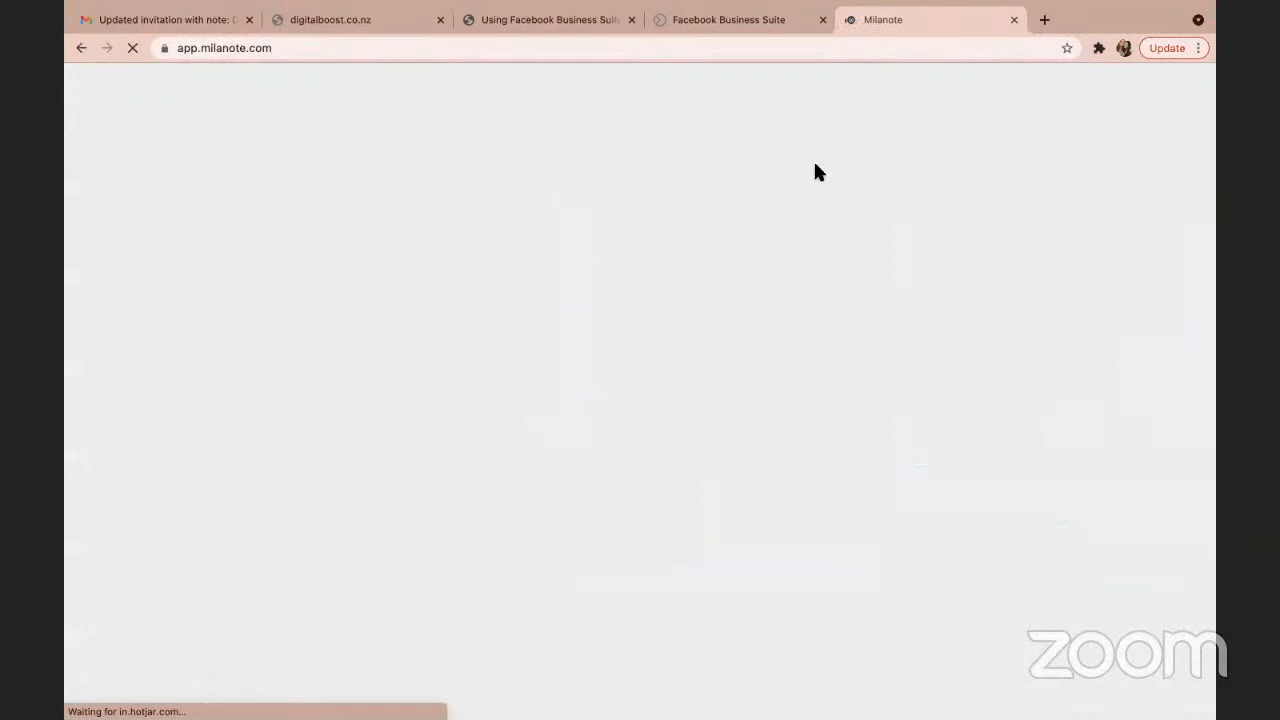 Updated invitation with note: D
digitalboost.co.nz
Using Facebook Business Suite
Facebook Business Suite
Milanote
app.milanote.com
Update
Waiting for in.hotjar.com...
zoom